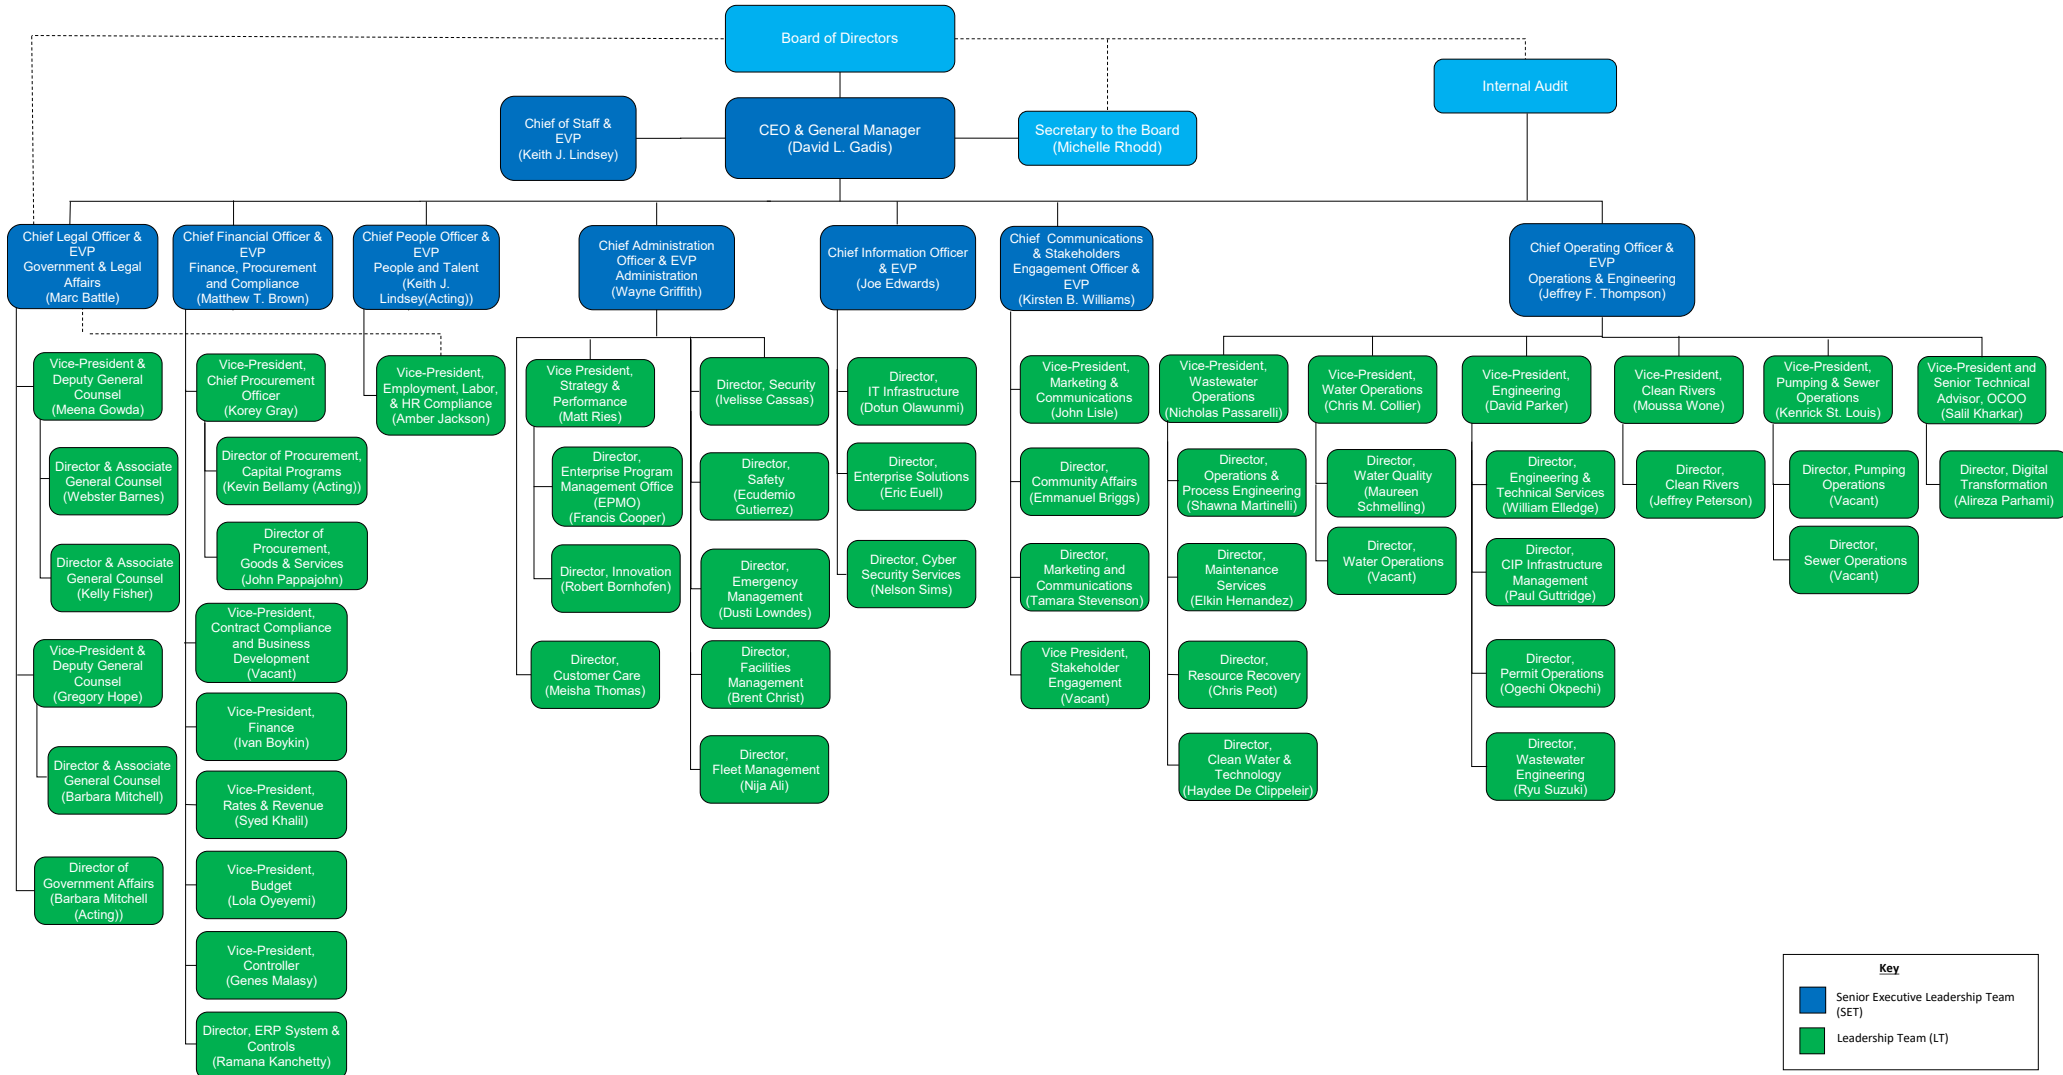 Board of Directors
Internal Audit
Chief of Staff &
EVP
(Keith J. Lindsey)
CEO & General Manager
(David L. Gadis)
Secretary to the Board
(Michelle Rhodd)
Chief Legal Officer &
EVP
Government & Legal
Affairs
(Marc Battle)
Chief Financial Officer &
EVP
Finance, Procurement
and Compliance
(Matthew T. Brown)
Chief People Officer &
EVP
People and Talent
(Keith J.
Lindsey(Acting))
Chief Administration
Officer & EVP
Administration
(Wayne Griffith)
Chief Information Officer
& EVP
(Joe Edwards)
Chief  Communications
& Stakeholders
Engagement Officer &
EVP
(Kirsten B. Williams)
Chief Operating Officer &
EVP
Operations & Engineering
(Jeffrey F. Thompson)
Vice-President &
Deputy General
Counsel
(Meena Gowda)
Director & Associate
General Counsel
(Webster Barnes)
Director & Associate
General Counsel
(Kelly Fisher)
Vice-President &
Deputy General
Counsel
(Gregory Hope)
Director & Associate
General Counsel
(Barbara Mitchell)
Director of
Government Affairs
(Barbara Mitchell
(Acting))
Vice-President,
Chief Procurement
Officer
(Korey Gray)
Director of Procurement,
Capital Programs
(Kevin Bellamy (Acting))
Director of
Procurement,
Goods & Services
(John Pappajohn)
Vice-President,
Contract Compliance
and Business
Development
(Vacant)
Vice-President,
Finance
(Ivan Boykin)
Vice-President,
Rates & Revenue
(Syed Khalil)
Vice-President,
Budget
(Lola Oyeyemi)
Vice-President,
Controller
(Genes Malasy)
Director, ERP System &
Controls
(Ramana Kanchetty)
Vice-President,
Employment, Labor,
& HR Compliance
(Amber Jackson)
Vice President,
Strategy &
Performance
(Matt Ries)
Director,
Enterprise Program
Management Office
(EPMO)
(Francis Cooper)
Director, Innovation
(Robert Bornhofen)
Director,
Customer Care
(Meisha Thomas)
Director, Security
(Ivelisse Cassas)
Director,
Safety
(Ecudemio
Gutierrez)
Director,
Emergency
Management
(Dusti Lowndes)
Director,
Facilities
Management
(Brent Christ)
Director,
Fleet Management
(Nija Ali)
Director,
IT Infrastructure
(Dotun Olawunmi)
Director,
Enterprise Solutions
(Eric Euell)
Director, Cyber
Security Services
(Nelson Sims)
Vice-President,
Marketing &
Communications
(John Lisle)
Director,
Community Affairs
(Emmanuel Briggs)
Director,
Marketing and
Communications
(Tamara Stevenson)
Vice President,
Stakeholder
Engagement
(Vacant)
Vice-President,
Wastewater
Operations
(Nicholas Passarelli)
Director,
Operations &
Process Engineering
(Shawna Martinelli)
Director,
Maintenance
Services
(Elkin Hernandez)
Director,
Resource Recovery
(Chris Peot)
Director,
Clean Water &
Technology
(Haydee De Clippeleir)
Vice-President,
Water Operations
(Chris M. Collier)
Director,
Water Quality
(Maureen
Schmelling)
Director,
Water Operations
(Vacant)
Vice-President,
Engineering
(David Parker)
Director,
Engineering &
Technical Services
(William Elledge)
Director,
CIP Infrastructure
Management
(Paul Guttridge)
Director,
Permit Operations
(Ogechi Okpechi)
Director,
Wastewater
Engineering
(Ryu Suzuki)
Vice-President,
Clean Rivers
(Moussa Wone)
Director,
Clean Rivers
(Jeffrey Peterson)
Vice-President,
Pumping & Sewer
Operations
(Kenrick St. Louis)
Director, Pumping
Operations
(Vacant)
Director,
Sewer Operations
(Vacant)
Vice-President and
Senior Technical
Advisor, OCOO
(Salil Kharkar)
Director, Digital
Transformation
(Alireza Parhami)
Key
Senior Executive Leadership Team
(SET)
Leadership Team (LT)